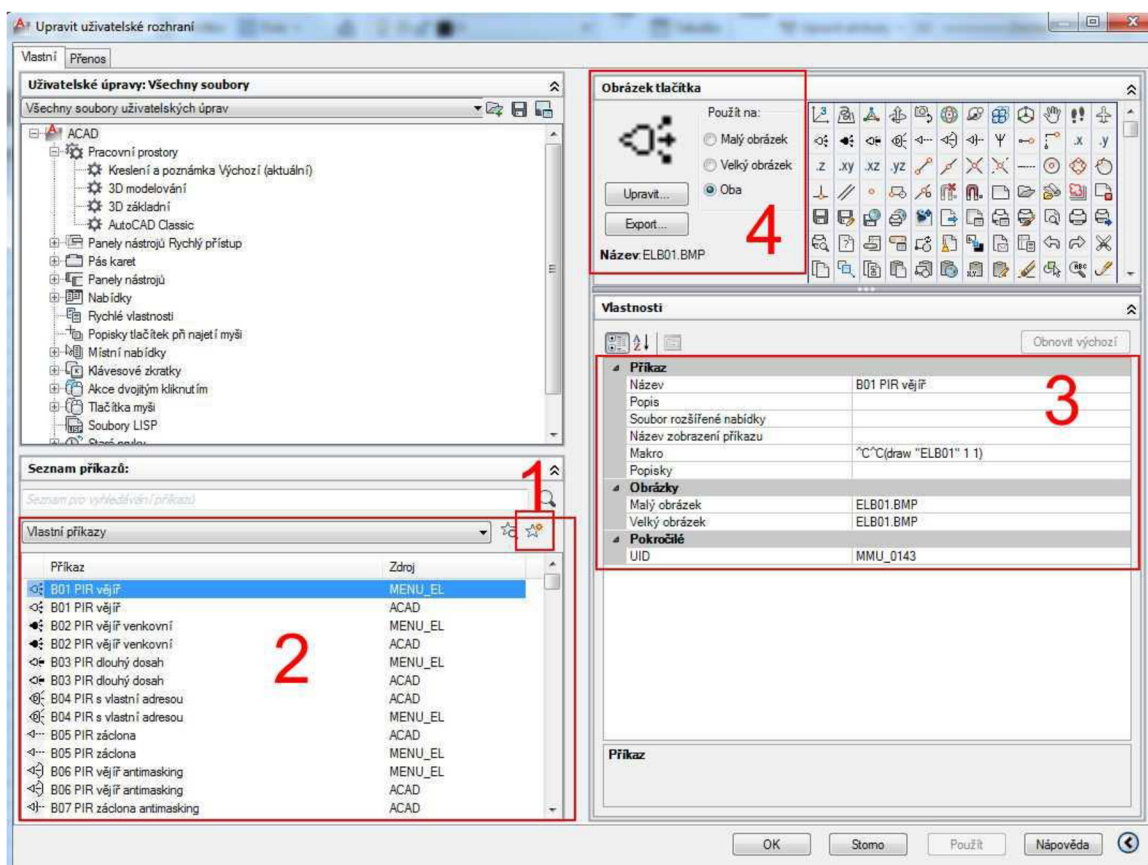 Upravit uživatelské rozhraní
Vlastní Přenos
Uživatelské úpravy: Všechny soubory
Všechny soubory uživatelských úprav
ACAD
Pracovní prostory
Kreslení a poznámka Výchozí (aktuální)
3D modelování
3D základní
AutoCAD Classic
Panely nástrojů Rychlý přístup
Pás karet
Panely nástrojů
Nabídky
Rychlé vlastnosti
Popisky tlačítek při najetí myši
Místní nabídky
Klávesové zkratky
Akce dvojitým kliknutím
Tlačítka myši
Soubory LISP
Seznam příkazů:
1
Seznam pro vyhledávání příkazů
Vlastní příkazy
Příkaz Zdroj
B01 PIR vějíř MENU_EL
B01 PIR vějíř ACAD
B02 PIR vějíř venkovní MENU_EL
B02 PIR vějíř venkovní ACAD
B03 PIR dlouhý dosah MENU_EL
B03 PIR dlouhý dosah ACAD
B04 PIR s vlastní adresou ACAD
B04 PIR s vlastní adresou MENU_EL
B05 PIR záclona ACAD
B05 PIR záclona MENU_EL
B06 PIR vějíř antimasking MENU_EL
B06 PIR vějíř antimasking ACAD
B07 PIR záclona antimasking ACAD
2
Obrázek tlačítka
Použít na:
Malý obrázek
Velký obrázek
Oba
Upravit...
Export...
4
Název: ELB01.BMP
.x .y
.z .xy .xz .yz
Vlastnosti
Obnovit výchozí
Příkaz
Název B01 PIR vějíř
Popis
Soubor rozšířené nabídky
Název zobrazení příkazu
Makro ^C^C(draw "ELB01" 1 1)
Popisky
3
Obrázky
Malý obrázek ELB01.BMP
Velký obrázek ELB01.BMP
Pokročilé
UID MMU_0143
Příkaz
OK Storno Použít Nápověda